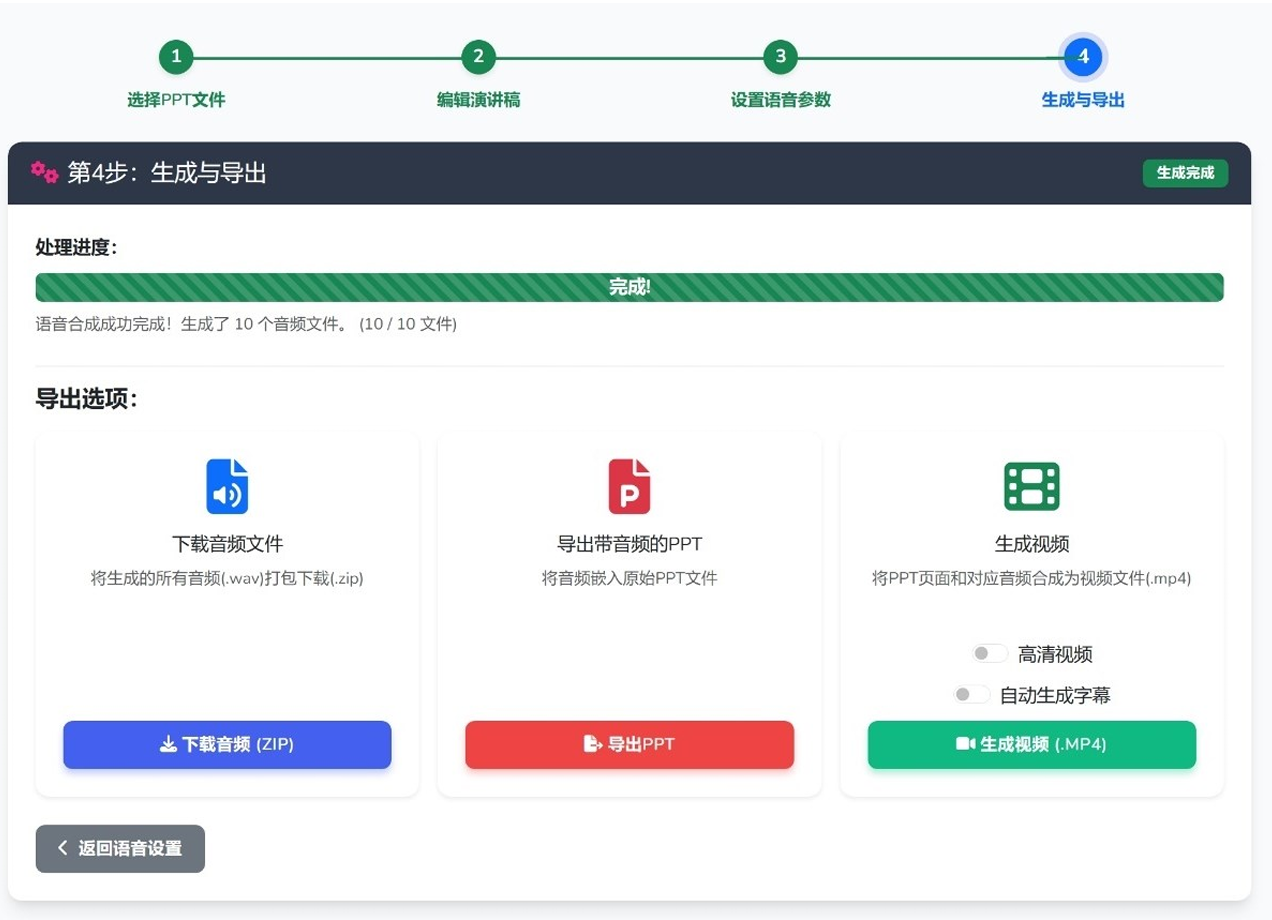 1
2
3
4
选择PPT文件
编辑演讲稿
设置语音参数
生成与导出
第4步：生成与导出
生成完成
处理进度：
完成!
语音合成成功完成！生成了 10 个音频文件。 (10 / 10 文件)
导出选项：
下载音频文件
将生成的所有音频(.wav)打包下载(.zip)
下载音频 (ZIP)
P
导出带音频的PPT
将音频嵌入原始PPT文件
导出PPT
生成视频
将PPT页面和对应音频合成为视频文件(.mp4)
高清视频
自动生成字幕
生成视频 (.MP4)
返回语音设置